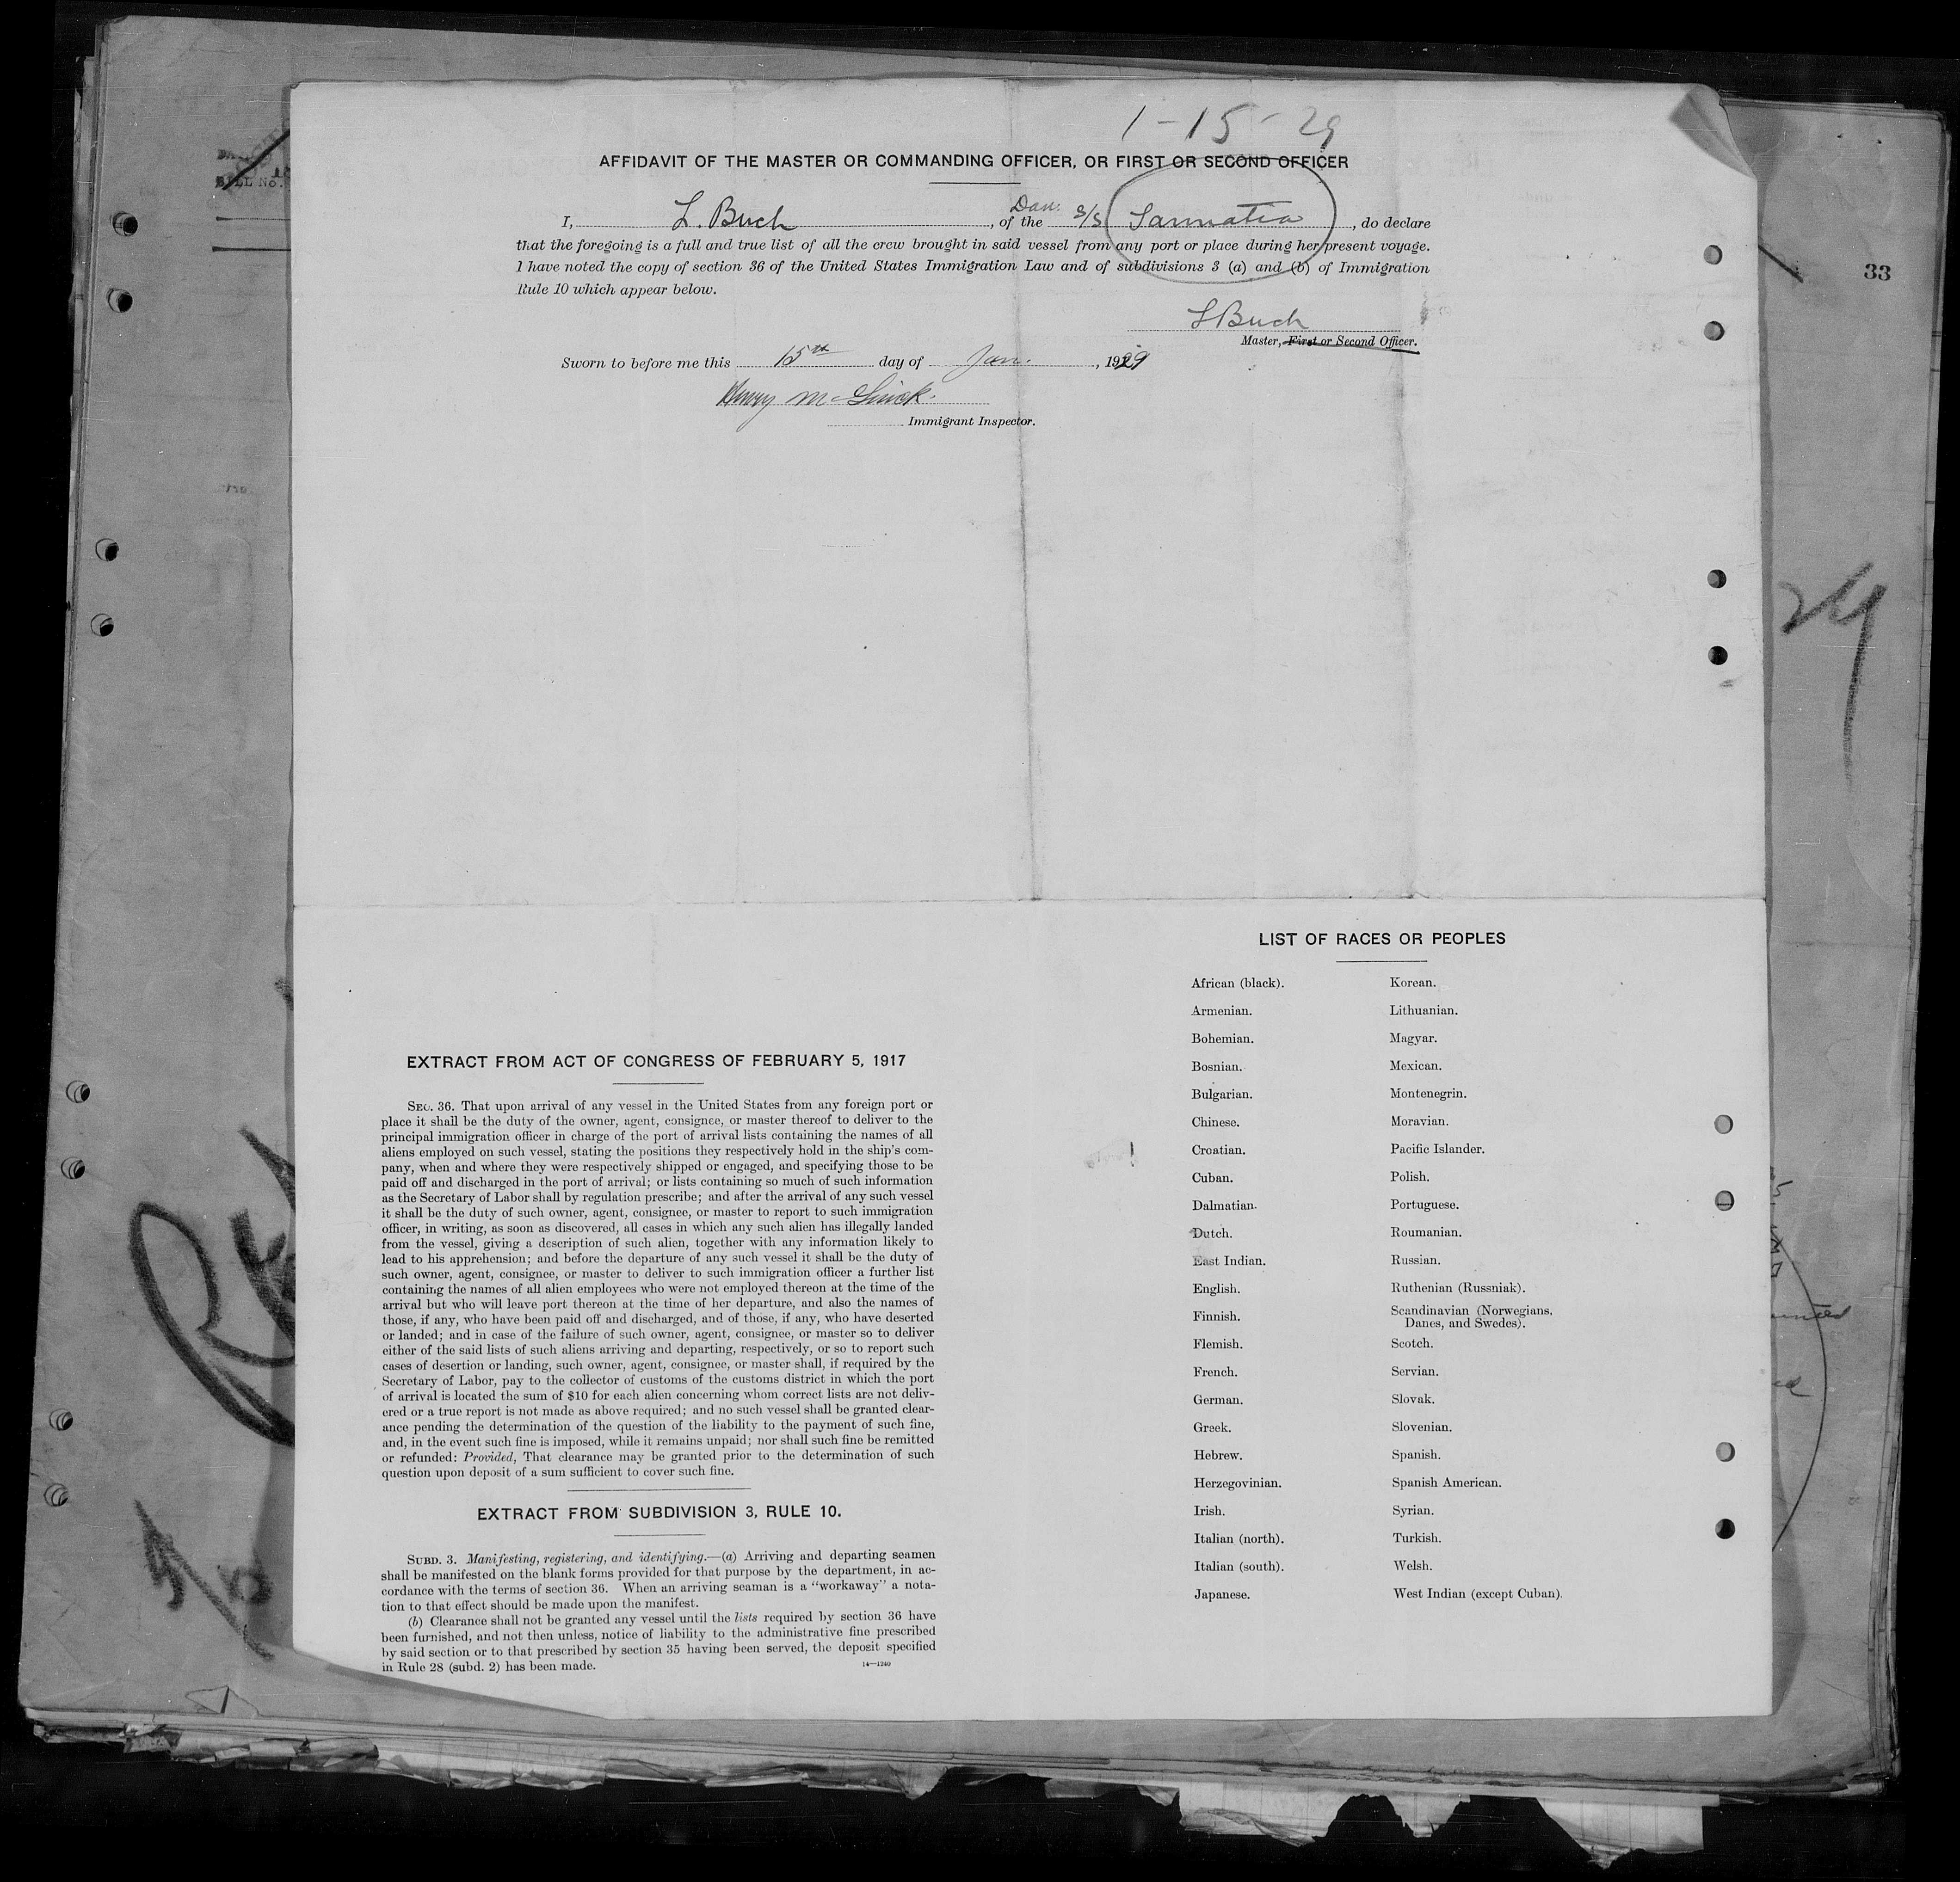 1-15-29
AFFIDAVIT OF THE MASTER OR COMMANDING OFFICER, OR FIRST OR SECOND OFFICER
I, L. Buch, of the Dan. S/S Sarmatia, do declare
that the foregoing is a full and true list of all the crew brought in said vessel from any port or place during her present voyage.
I have noted the copy of section 36 of the United States Immigration Law and of subdivisions 3 (a) and (b) of Immigration
Rule 10 which appear below.
L Buch
Master, First or Second Officer.
Sworn to before me this 15th day of Jan., 1929
Henry
Immigrant Inspector.
33
29
BILL No.
EXTRACT FROM ACT OF CONGRESS OF FEBRUARY 5, 1917
SEC. 36. That upon arrival of any vessel in the United States from any foreign port or
place it shall be the duty of the owner, agent, consignee, or master thereof to deliver to the
principal immigration officer in charge of the port of arrival lists containing the names of all
aliens employed on such vessel, stating the positions they respectively hold in the ship's com-
pany, when and where they were respectively shipped or engaged, and specifying those to be
paid off and discharged in the port of arrival; or lists containing so much of such information
as the Secretary of Labor shall by regulation prescribe; and after the arrival of any such vessel
it shall be the duty of such owner, agent, consignee, or master to report to such immigration
officer, in writing, as soon as discovered, all cases in which any such alien has illegally landed
from the vessel, giving a description of such alien, together with any information likely to
lead to his apprehension; and before the departure of any such vessel it shall be the duty of
such owner, agent, consignee, or master to deliver to such immigration officer a further list
containing the names of all alien employees who were not employed thereon at the time of the
arrival but who will leave port thereon at the time of her departure, and also the names of
those, if any, who have been paid off and discharged, and of those, if any, who have deserted
or landed; and in case of the failure of such owner, agent, consignee, or master so to deliver
either of the said lists of such aliens arriving and departing, respectively, or so to report such
cases of desertion or landing, such owner, agent, consignee, or master shall, if required by the
Secretary of Labor, pay to the collector of customs of the customs district in which the port
of arrival is located the sum of $10 for each alien concerning whom correct lists are not deliv-
ered or a true report is not made as above required; and no such vessel shall be granted clear-
ance pending the determination of the question of the liability to the payment of such fine,
and, in the event such fine is imposed, while it remains unpaid; nor shall such fine be remitted
or refunded: Provided, That clearance may be granted prior to the determination of such
question upon deposit of a sum sufficient to cover such fine.
EXTRACT FROM SUBDIVISION 3, RULE 10.
SUBD. 3. Manifesting, registering, and identifying.—(a) Arriving and departing seamen
shall be manifested on the blank forms provided for that purpose by the department, in ac-
cordance with the terms of section 36. When an arriving seaman is a "workaway" a nota-
tion to that effect should be made upon the manifest.
(b) Clearance shall not be granted any vessel until the lists required by section 36 have
been furnished, and not then unless, notice of liability to the administrative fine prescribed
by said section or to that prescribed by section 35 having been served, the deposit specified
in Rule 28 (subd. 2) has been made.
14—1240
LIST OF RACES OR PEOPLES
African (black).
Armenian.
Bohemian.
Bosnian.
Bulgarian.
Chinese.
Croatian.
Cuban.
Dalmatian.
Dutch.
East Indian.
English.
Finnish.
Flemish.
French.
German.
Greek.
Hebrew.
Herzegovinian.
Irish.
Italian (north).
Italian (south).
Japanese.
Korean.
Lithuanian.
Magyar.
Mexican.
Montenegrin.
Moravian.
Pacific Islander.
Polish.
Portuguese.
Roumanian.
Russian.
Ruthenian (Russniak).
Scandinavian (Norwegians,
Danes, and Swedes).
Scotch.
Servian.
Slovak.
Slovenian.
Spanish.
Spanish American.
Syrian.
Turkish.
Welsh.
West Indian (except Cuban).